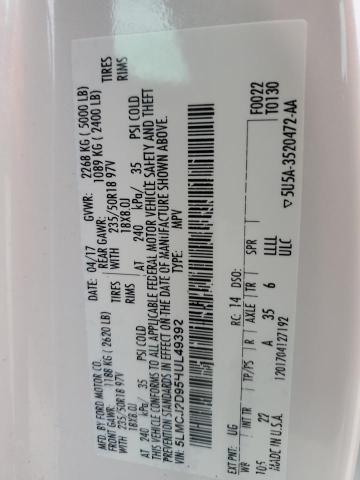 MFD. BY FORD MOTOR CO.
DATE: 04/17 GVWR: 2268 KG (5000 LB)
FRONT GAWR: 1188 KG (2620 LB) REAR GAWR: 1089 KG (2400 LB)
WITH 235/50R18 97V TIRES WITH 235/50R18 97V TIRES
18X8.0J RIMS 18X8.0J RIMS
AT 240 kPa/ 35 PSI COLD AT 240 kPa/ 35 PSI COLD
THIS VEHICLE CONFORMS TO ALL APPLICABLE FEDERAL MOTOR VEHICLE SAFETY AND THEFT
PREVENTION STANDARDS IN EFFECT ON THE DATE OF MANUFACTURE SHOWN ABOVE.
VIN: 5LMCJ2D95HUL49392 TYPE: MPV
F0022
T0130
EXT PNT: UG RC: 14 DSO:
WB INT TR TP/PS R AXLE TR SPR
105 22 A 35 6 LLLL
MADE IN U.S.A. 1201704127192 ULC
5U5A-3520472-AA